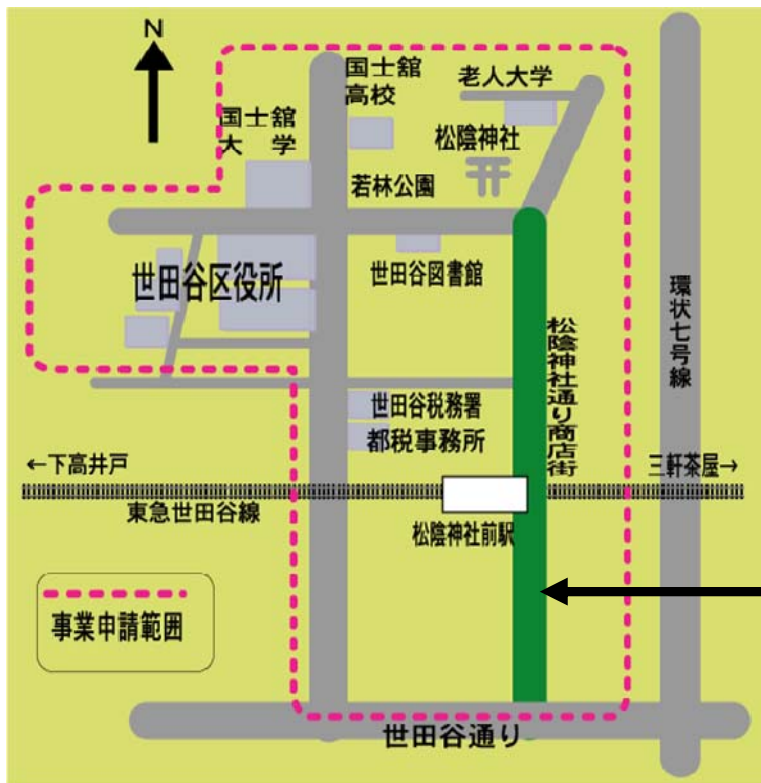 N
国士舘
高校
老人大学
国士舘
大 学
松陰神社
若林公園
世田谷区役所
世田谷図書館
環状七号線
松陰神社通り商店街
世田谷税務署
都税事務所
←下高井戸
三軒茶屋→
東急世田谷線
松陰神社前駅
事業申請範囲
世田谷通り